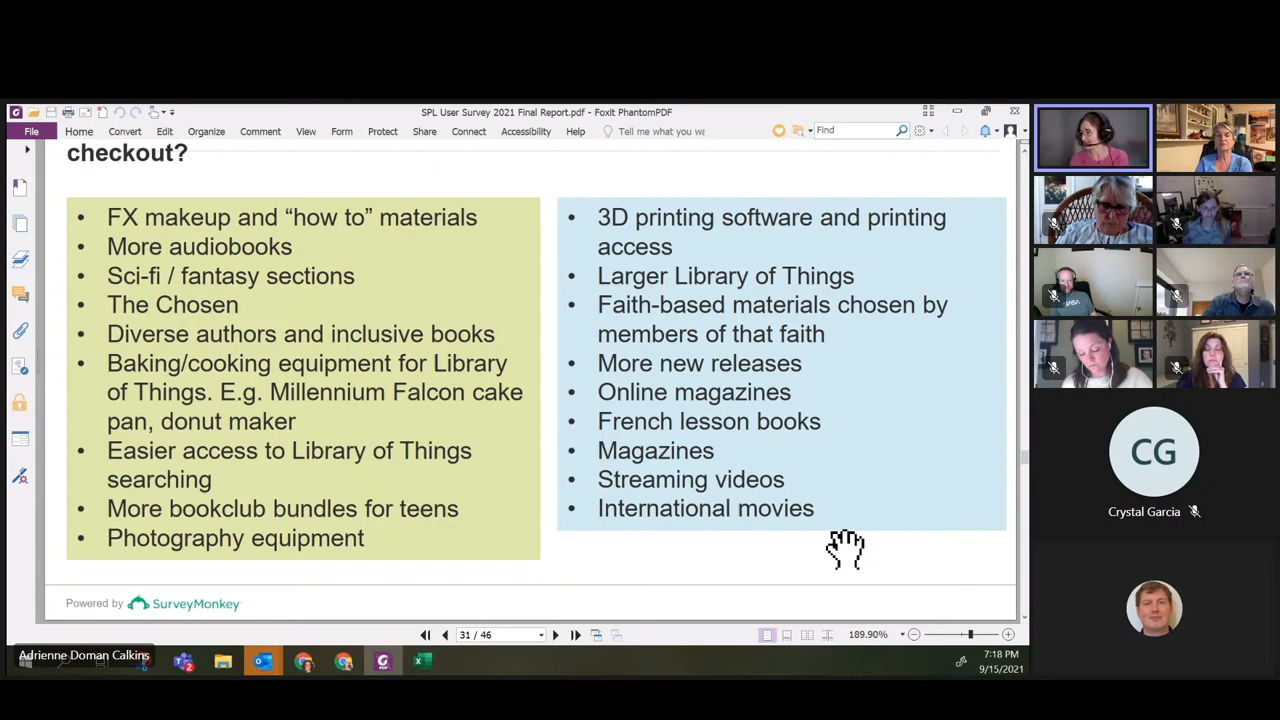 SPL User Survey 2021 Final Report.pdf - Foxit PhantomPDF
File Home Convert Edit Organize Comment View Form Protect Share Connect Accessibility Help Tell me what you wa Find
checkout?
• FX makeup and “how to” materials
• More audiobooks
• Sci-fi / fantasy sections
• The Chosen
• Diverse authors and inclusive books
• Baking/cooking equipment for Library
of Things. E.g. Millennium Falcon cake
pan, donut maker
• Easier access to Library of Things
searching
• More bookclub bundles for teens
• Photography equipment
• 3D printing software and printing
access
• Larger Library of Things
• Faith-based materials chosen by
members of that faith
• More new releases
• Online magazines
• French lesson books
• Magazines
• Streaming videos
• International movies
Powered by SurveyMonkey
31 / 46
189.90%
Adrienne Doman Calkins
7:18 PM
9/15/2021
NASA
CG
Crystal Garcia